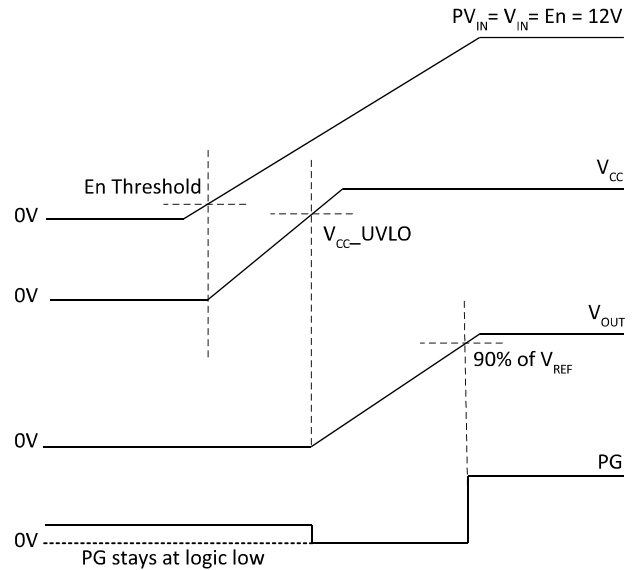 PV_IN = V_IN = En = 12V
En Threshold
V_CC
0V
V_CC_UVLO
0V
V_OUT
90% of V_REF
0V
PG
0V
PG stays at logic low